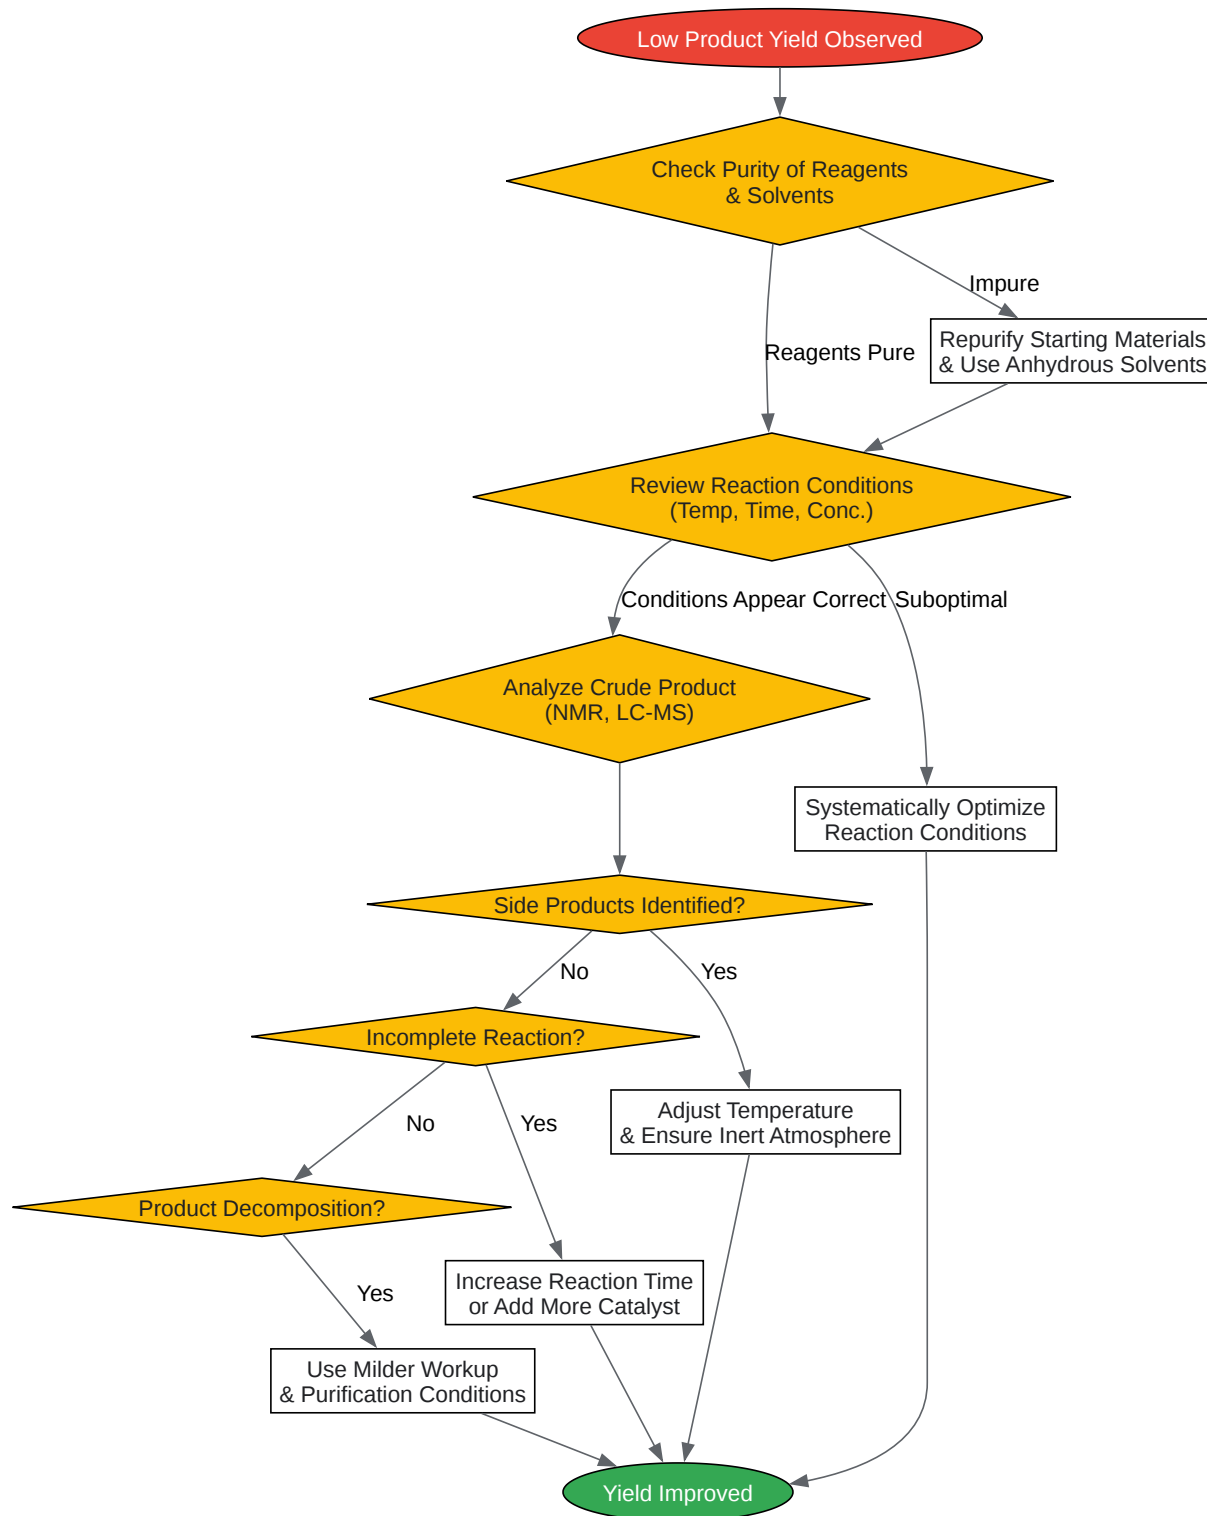 Low Product Yield Observed
Check Purity of Reagents
& Solvents
Impure
Repurify Starting Materials
& Use Anhydrous Solvents
Reagents Pure
Review Reaction Conditions
(Temp, Time, Conc.)
Conditions Appear Correct
Suboptimal
Analyze Crude Product
(NMR, LC-MS)
Systematically Optimize
Reaction Conditions
Side Products Identified?
No
Yes
Incomplete Reaction?
Adjust Temperature
& Ensure Inert Atmosphere
No
Yes
Product Decomposition?
Increase Reaction Time
or Add More Catalyst
Yes
Use Milder Workup
& Purification Conditions
Yield Improved